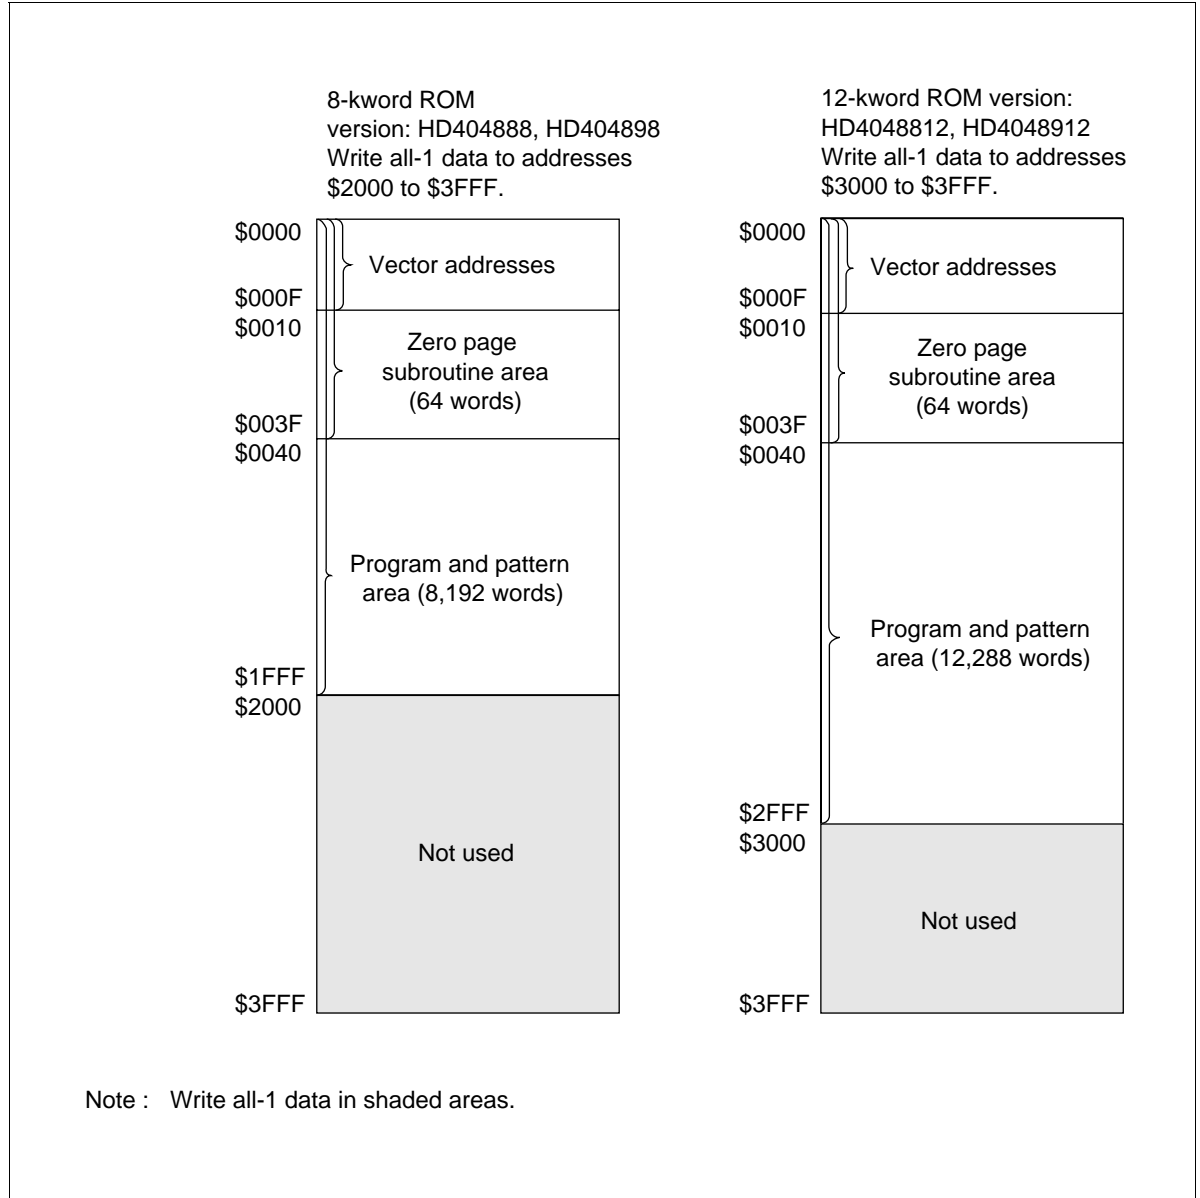 8-kword ROM
version: HD404888, HD404898
Write all-1 data to addresses
$2000 to $3FFF.
$0000
Vector addresses
$000F
$0010
Zero page
subroutine area
(64 words)
$003F
$0040
Program and pattern
area (8,192 words)
$1FFF
$2000
Not used
$3FFF
12-kword ROM version:
HD4048812, HD4048912
Write all-1 data to addresses
$3000 to $3FFF.
$0000
Vector addresses
$000F
$0010
Zero page
subroutine area
(64 words)
$003F
$0040
Program and pattern
area (12,288 words)
$2FFF
$3000
Not used
$3FFF
Note : Write all-1 data in shaded areas.